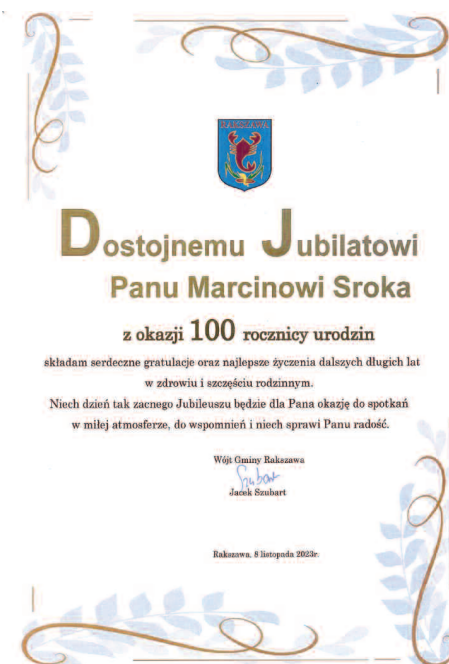 RAKSZAWA
Dostojnemu Jubilatowi
Panu Marcinowi Sroka
z okazji 100 rocznicy urodzin
składam serdeczne gratulacje oraz najlepsze życzenia dalszych długich lat
w zdrowiu i szczęściu rodzinnym.
Niech dzień tak zacnego Jubileuszu będzie dla Pana okazję do spotkań
w miłej atmosferze, do wspomnień i niech sprawi Panu radość.
Wójt Gminy Rakszawa
Szubart
Jacek Szubart
Rakszawa, 8 listopada 2023r.